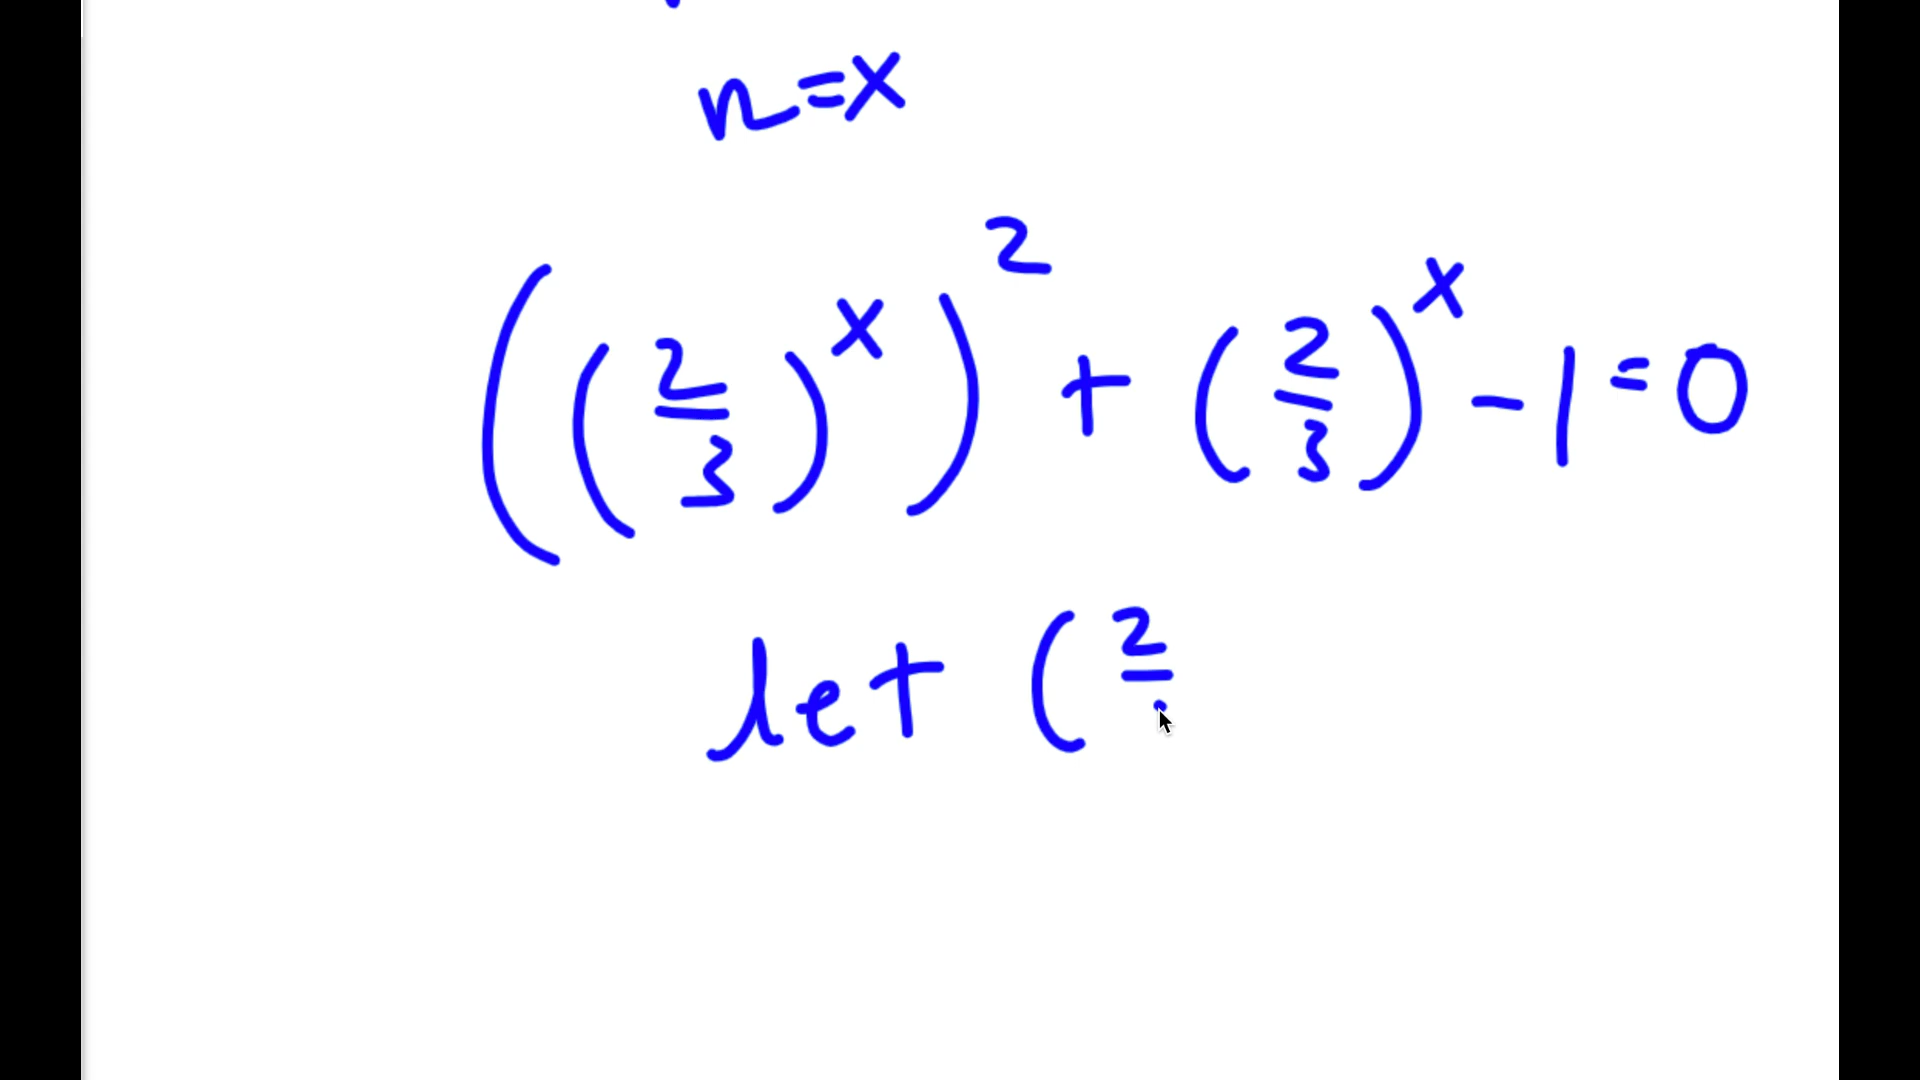 n=x
((2/3)^x)^2 + (2/3)^x - 1 = 0
let (2/